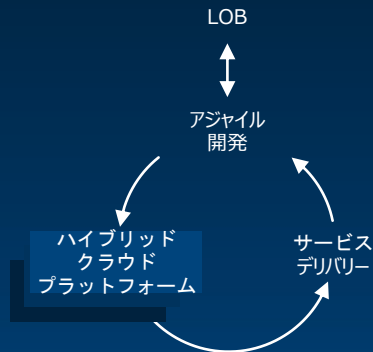 LOB
アジャイル
開発
ハイブリッド
クラウド
プラットフォーム
サービス
デリバリー